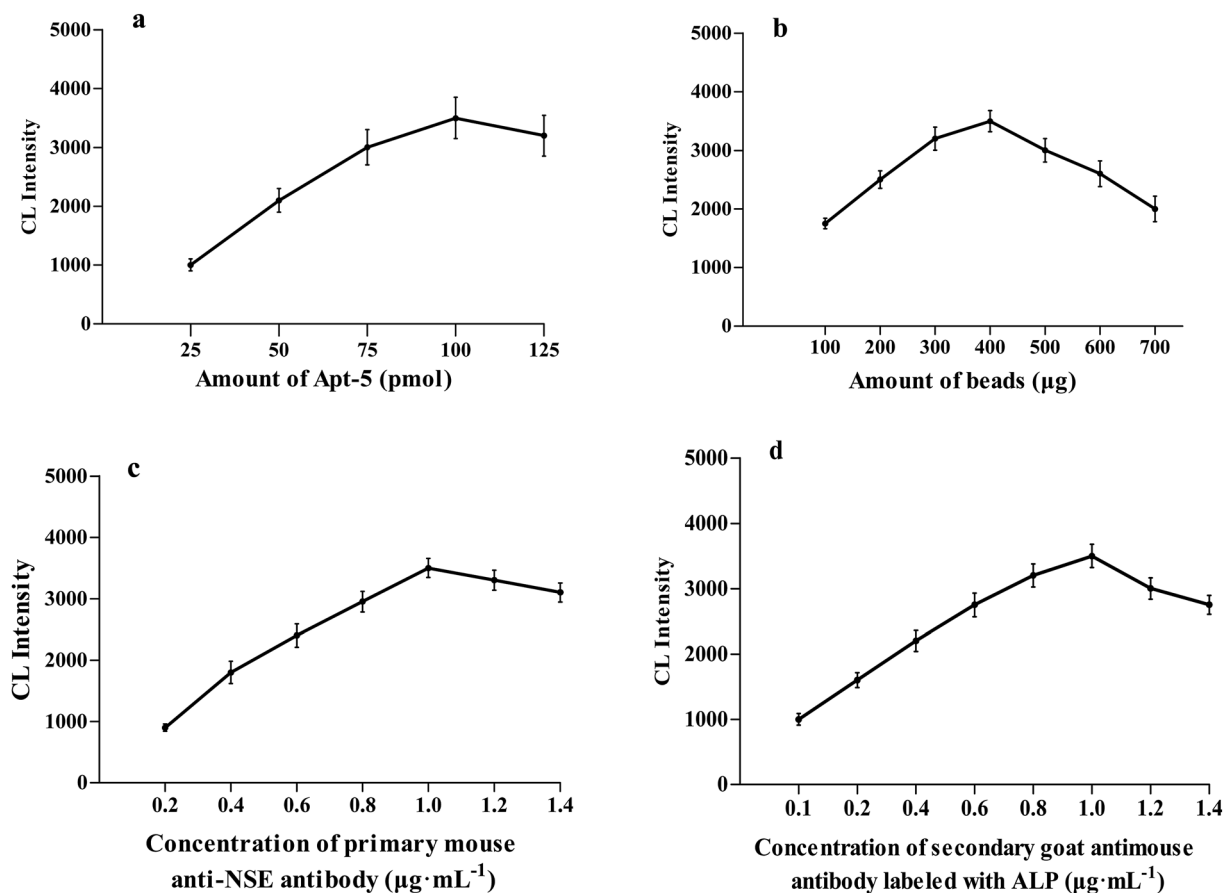 a
5000
4000
3000
2000
1000
0
CL Intensity
25 50 75 100 125
Amount of Apt-5 (pmol)
b
5000
4000
3000
2000
1000
0
CL Intensity
100 200 300 400 500 600 700
Amount of beads (µg)
c
5000
4000
3000
2000
1000
0
CL Intensity
0.2 0.4 0.6 0.8 1.0 1.2 1.4
Concentration of primary mouse
anti-NSE antibody (µg·mL⁻¹)
d
5000
4000
3000
2000
1000
0
CL Intensity
0.1 0.2 0.4 0.6 0.8 1.0 1.2 1.4
Concentration of secondary goat antimouse
antibody labeled with ALP (µg·mL⁻¹)